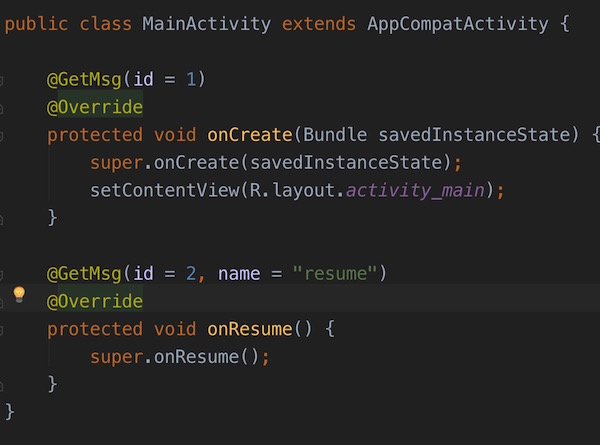 public class MainActivity extends AppCompatActivity {
@GetMsg(id = 1)
@Override
protected void onCreate(Bundle savedInstanceState) {
super.onCreate(savedInstanceState);
setContentView(R.layout.activity_main);
}
@GetMsg(id = 2, name = "resume")
@Override
protected void onResume() {
super.onResume();
}
}